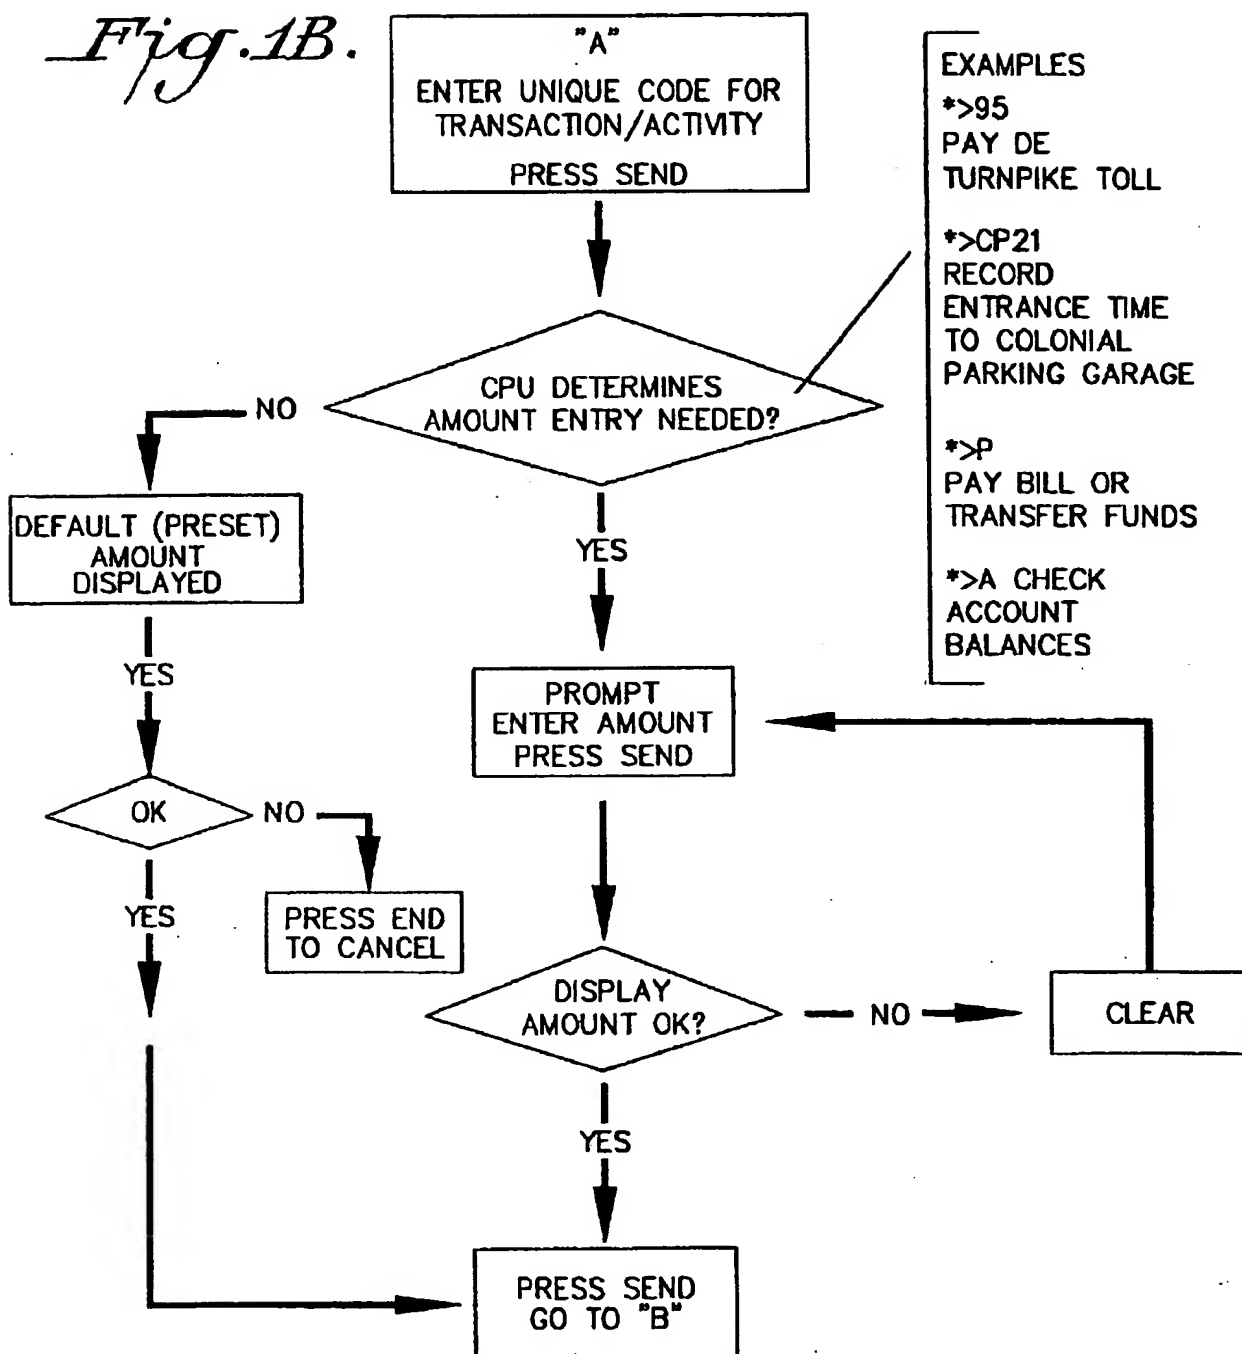 Fig.1B.
"A"
ENTER UNIQUE CODE FOR
TRANSACTION/ACTIVITY
PRESS SEND
EXAMPLES
*>95
PAY DE
TURNPIKE TOLL
*>CP21
RECORD
ENTRANCE TIME
TO COLONIAL
PARKING GARAGE
*>P
PAY BILL OR
TRANSFER FUNDS
*>A CHECK
ACCOUNT
BALANCES
CPU DETERMINES
AMOUNT ENTRY NEEDED?
NO
DEFAULT (PRESET)
AMOUNT
DISPLAYED
YES
YES
PROMPT
ENTER AMOUNT
PRESS SEND
OK
NO
YES
PRESS END
TO CANCEL
DISPLAY
AMOUNT OK?
NO
CLEAR
YES
PRESS SEND
GO TO "B"